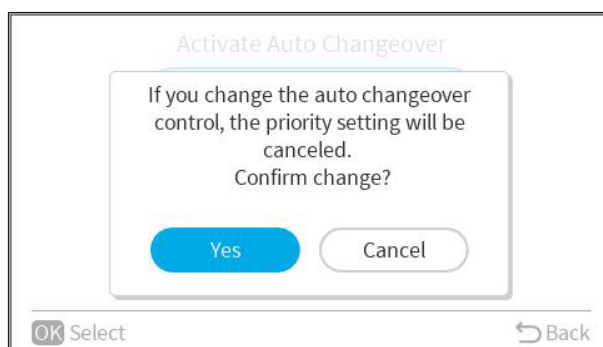 Activate Auto Changeover
If you change the auto changeover
control, the priority setting will be
canceled.
Confirm change?
Yes Cancel
OK Select Back